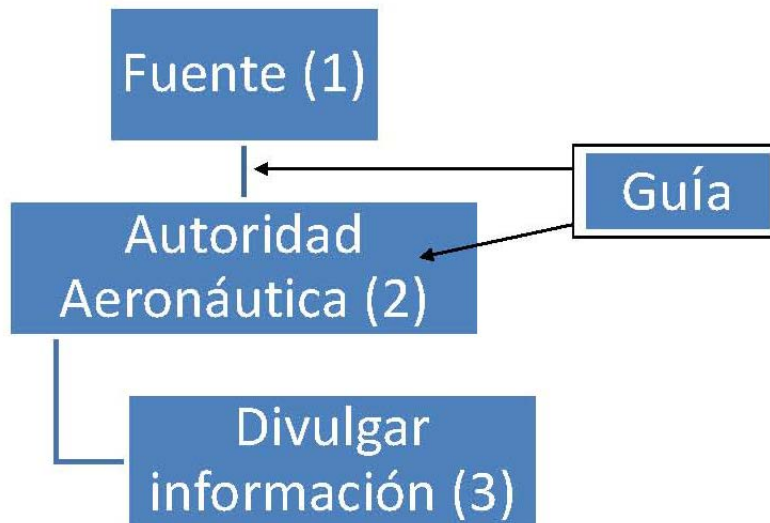 Fuente (1)
Guía
Autoridad
Aeronáutica (2)
Divulgar
información (3)